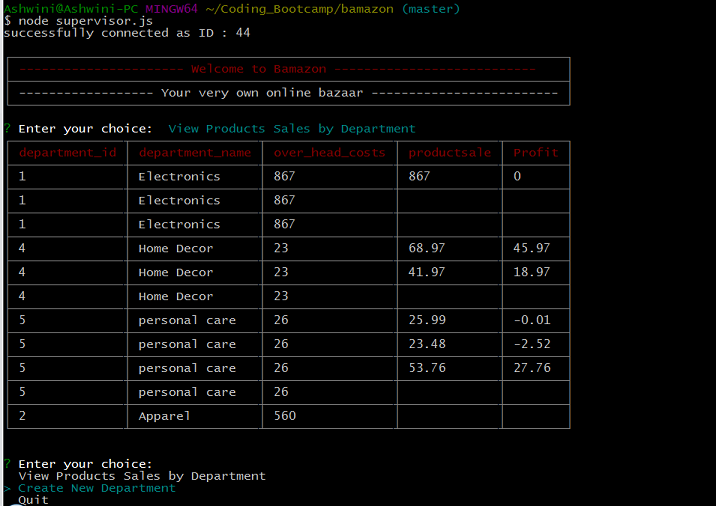 Ashwini@Ashwini-PC MINGW64 ~/Coding_Bootcamp/bamazon (master)
$ node supervisor.js
successfully connected as ID : 44
---------------------- Welcome to Bamazon ---------------------------
------------------ Your very own online bazaar -------------------------
? Enter your choice: View Products Sales by Department
department_id department_name over_head_costs productsale Profit
1 Electronics 867 867 0
1 Electronics 867
1 Electronics 867
4 Home Decor 23 68.97 45.97
4 Home Decor 23 41.97 18.97
4 Home Decor 23
5 personal care 26 25.99 -0.01
5 personal care 26 23.48 -2.52
5 personal care 26 53.76 27.76
5 personal care 26
2 Apparel 560
? Enter your choice:
View Products Sales by Department
> Create New Department
Quit